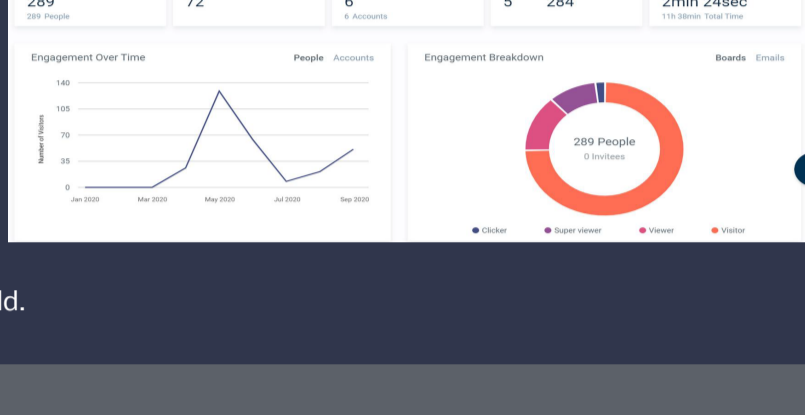 289 72 6 5 284 2min 24sec
289 People 6 Accounts 11h 38min Total Time
Engagement Over Time People Accounts
Number of Visitors
140
105
70
35
0
Jan 2020 Mar 2020 May 2020 Jul 2020 Sep 2020
Engagement Breakdown Boards Emails
289 People
0 Invitees
Clicker Super viewer Viewer Visitor